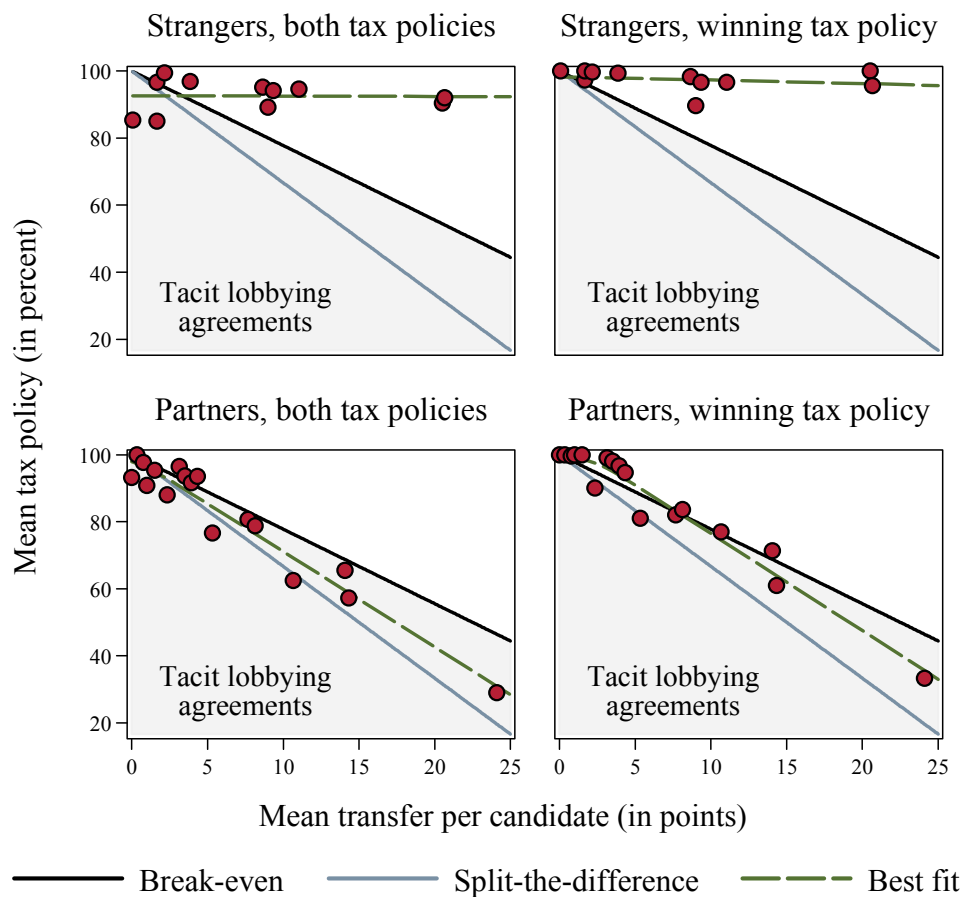 Strangers, both tax policies
Strangers, winning tax policy
100
80
60
40
20
Tacit lobbying
agreements
Tacit lobbying
agreements
Mean tax policy (in percent)
Partners, both tax policies
Partners, winning tax policy
100
80
60
40
20
Tacit lobbying
agreements
Tacit lobbying
agreements
0 5 10 15 20 25
0 5 10 15 20 25
Mean transfer per candidate (in points)
Break-even Split-the-difference Best fit